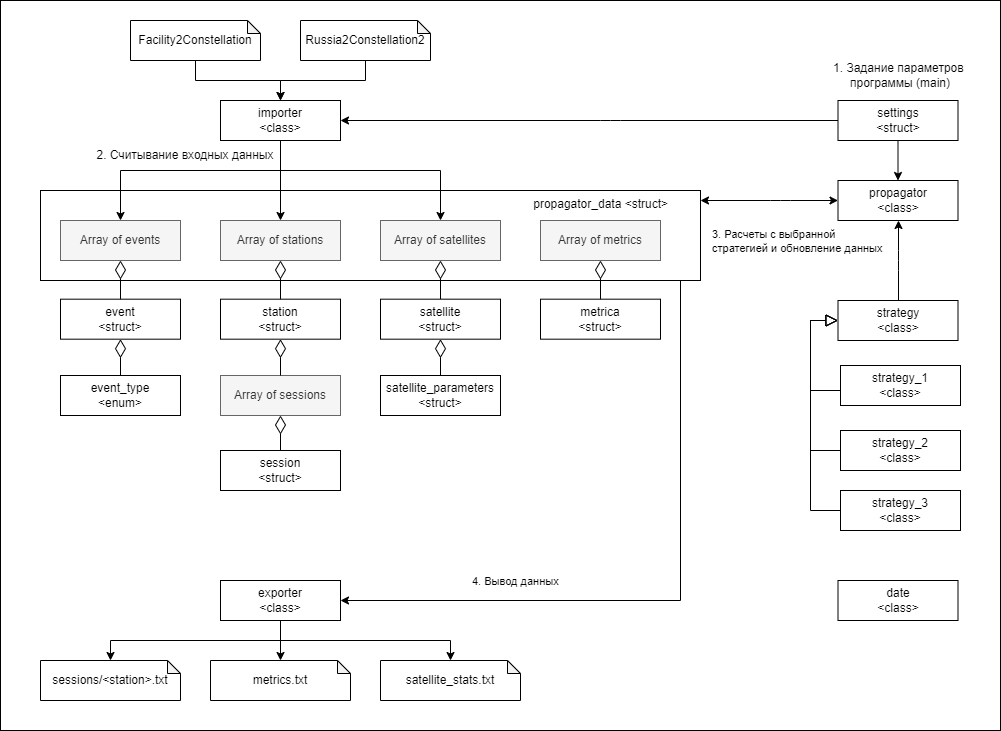 Facility2Constellation
Russia2Constellation2
1. Задание параметров
программы (main)
importer
<class>
settings
<struct>
2. Считывание входных данных
propagator_data <struct>
propagator
<class>
Array of events
Array of stations
Array of satellites
Array of metrics
3. Расчеты с выбранной
стратегией и обновление данных
event
<struct>
station
<struct>
satellite
<struct>
metrica
<struct>
strategy
<class>
event_type
<enum>
Array of sessions
satellite_parameters
<struct>
strategy_1
<class>
strategy_2
<class>
session
<struct>
strategy_3
<class>
4. Вывод данных
exporter
<class>
date
<class>
sessions/<station>.txt
metrics.txt
satellite_stats.txt